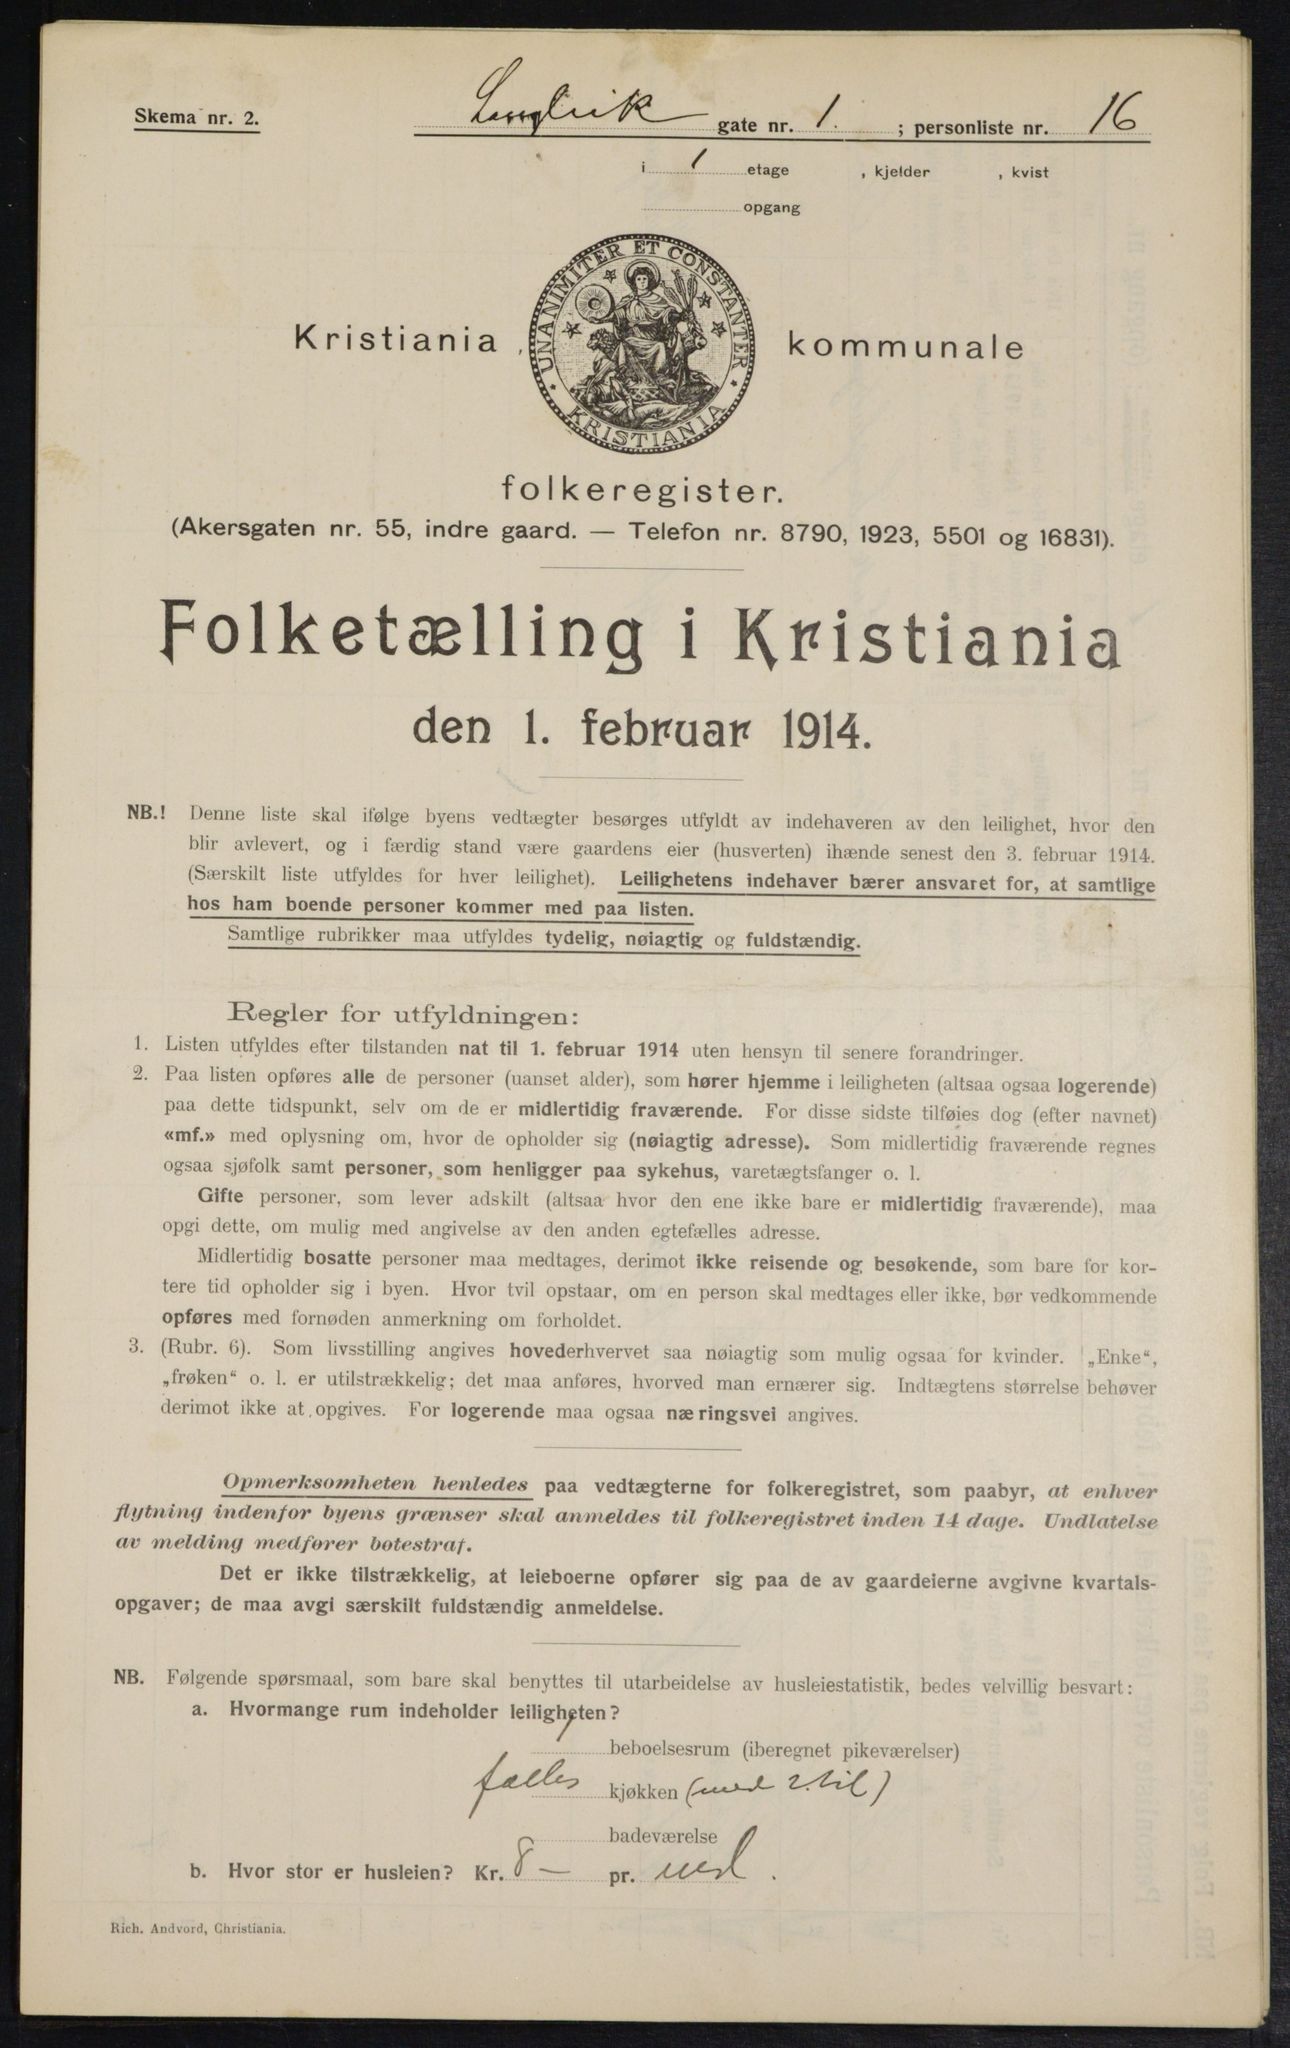 Skema nr. 2.
Langvik gate nr. 1. ; personliste nr. 16
i 1 etage , kjelder , kvist
opgang
UNANIMITER ET CONSTANTER
KRISTIANIA
Kristiania kommunale
folkeregister.
(Akersgaten nr. 55, indre gaard. — Telefon nr. 8790, 1923, 5501 og 16831).
Folketælling i Kristiania
den 1. februar 1914.
NB.! Denne liste skal ifølge byens vedtægter besørges utfyldt av indehaveren av den leilighet, hvor den
blir avlevert, og i færdig stand være gaardens eier (husverten) ihænde senest den 3. februar 1914.
(Særskilt liste utfyldes for hver leilighet). Leilighetens indehaver bærer ansvaret for, at samtlige
hos ham boende personer kommer med paa listen.
Samtlige rubrikker maa utfyldes tydelig, nøiagtig og fuldstændig.
Regler for utfyldningen:
1. Listen utfyldes efter tilstanden nat til 1. februar 1914 uten hensyn til senere forandringer.
2. Paa listen opføres alle de personer (uanset alder), som hører hjemme i leiligheten (altsaa ogsaa logerende)
paa dette tidspunkt, selv om de er midlertidig fraværende. For disse sidste tilføies dog (efter navnet)
«mf.» med oplysning om, hvor de opholder sig (nøiagtig adresse). Som midlertidig fraværende regnes
ogsaa sjøfolk samt personer, som henligger paa sykehus, varetægtsfanger o. l.
Gifte personer, som lever adskilt (altsaa hvor den ene ikke bare er midlertidig fraværende), maa
opgi dette, om mulig med angivelse av den anden egtefælles adresse.
Midlertidig bosatte personer maa medtages, derimot ikke reisende og besøkende, som bare for kor-
tere tid opholder sig i byen. Hvor tvil opstaar, om en person skal medtages eller ikke, bør vedkommende
opføres med fornøden anmerkning om forholdet.
3. (Rubr. 6). Som livsstilling angives hovederhvervet saa nøiagtig som mulig ogsaa for kvinder. „Enke“,
„frøken“ o. l. er utilstrækkelig; det maa anføres, hvorved man ernærer sig. Indtægtens størrelse behøver
derimot ikke at opgives. For logerende maa ogsaa næringsvei angives.
Opmerksomheten henledes paa vedtægterne for folkeregistret, som paabyr, at enhver
flytning indenfor byens grænser skal anmeldes til folkeregistret inden 14 dage. Undlatelse
av melding medfører bøtestraf.
Det er ikke tilstrækkelig, at leieboerne opfører sig paa de av gaardeierne avgivne kvartals-
opgaver; de maa avgi særskilt fuldstændig anmeldelse.
NB. Følgende spørsmaal, som bare skal benyttes til utarbeidelse av husleiestatistik, bedes velvillig besvart:
a. Hvormange rum indeholder leiligheten?
1 beboelsesrum (iberegnet pikeværelser)
fælles kjøkken (med 2 til)
badeværelse
b. Hvor stor er husleien? Kr. 8 — pr. md.
Rich. Andvord, Christiania.